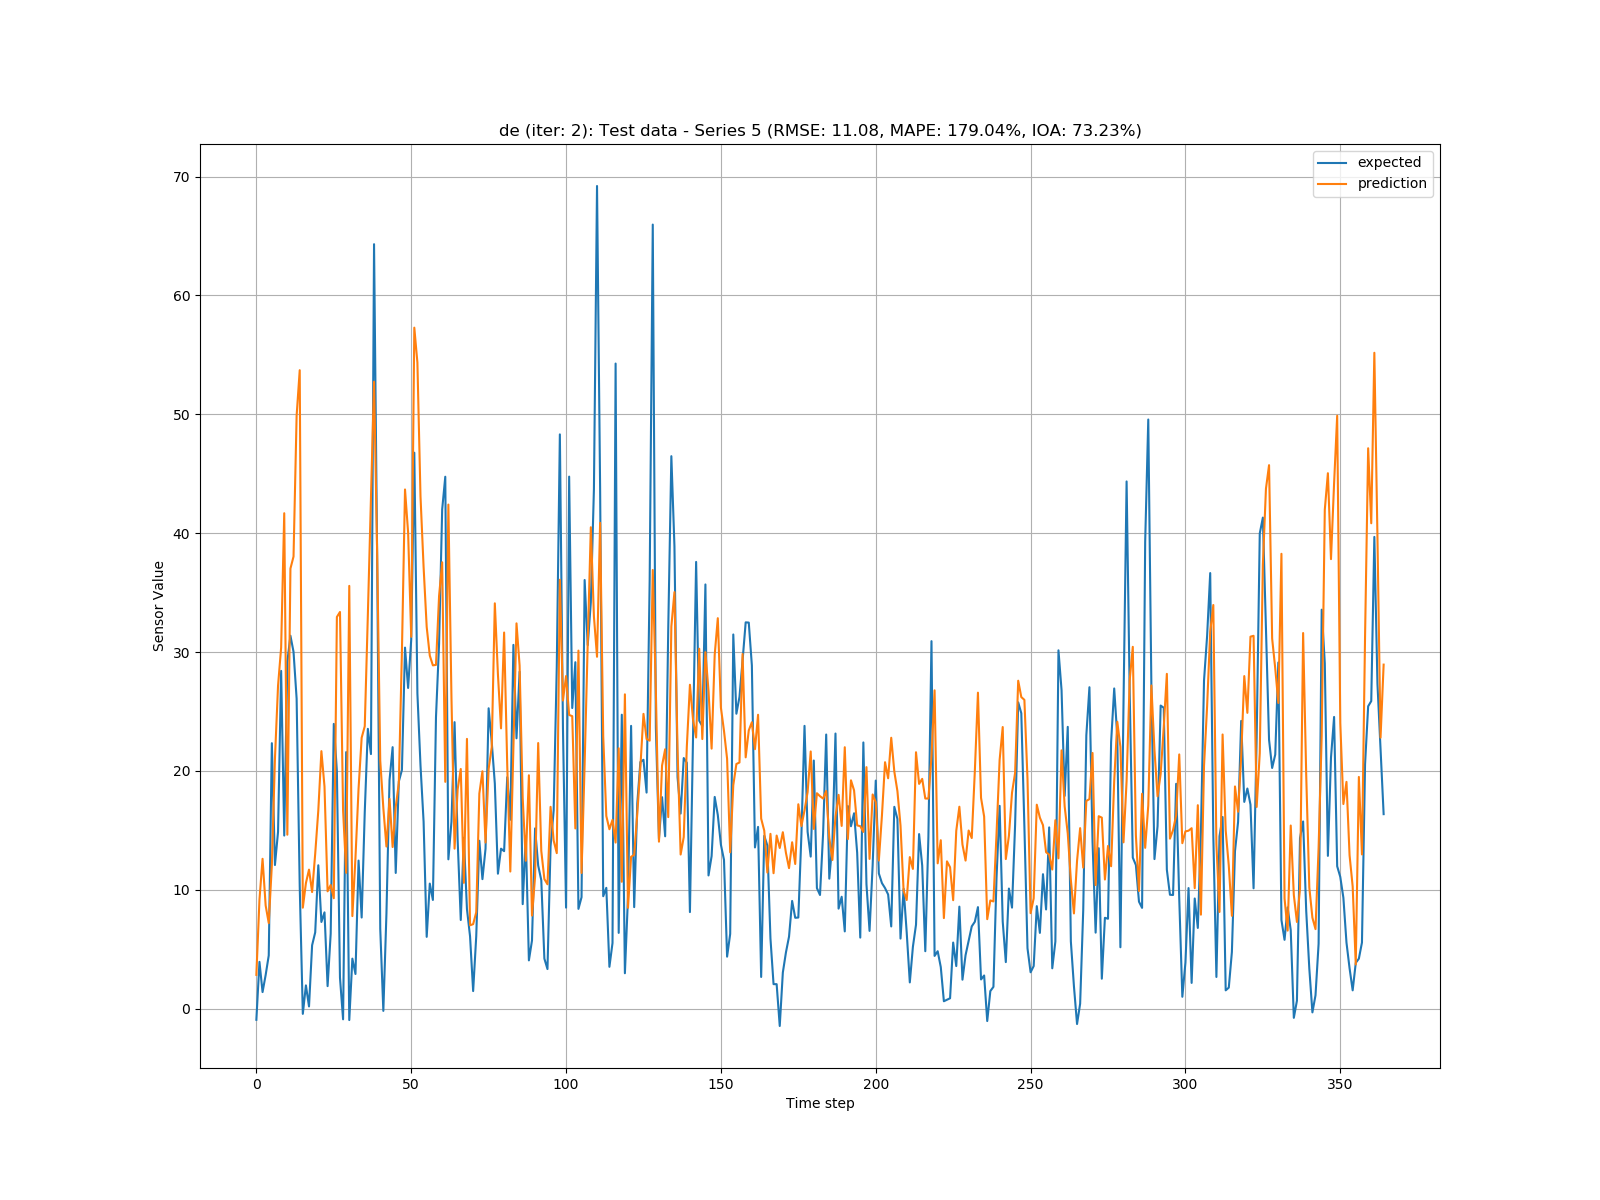 de (iter: 2): Test data - Series 5 (RMSE: 11.08, MAPE: 179.04%, IOA: 73.23%)
expected
prediction
70
60
50
40
30
20
10
0
Sensor Value
0 50 100 150 200 250 300 350
Time step